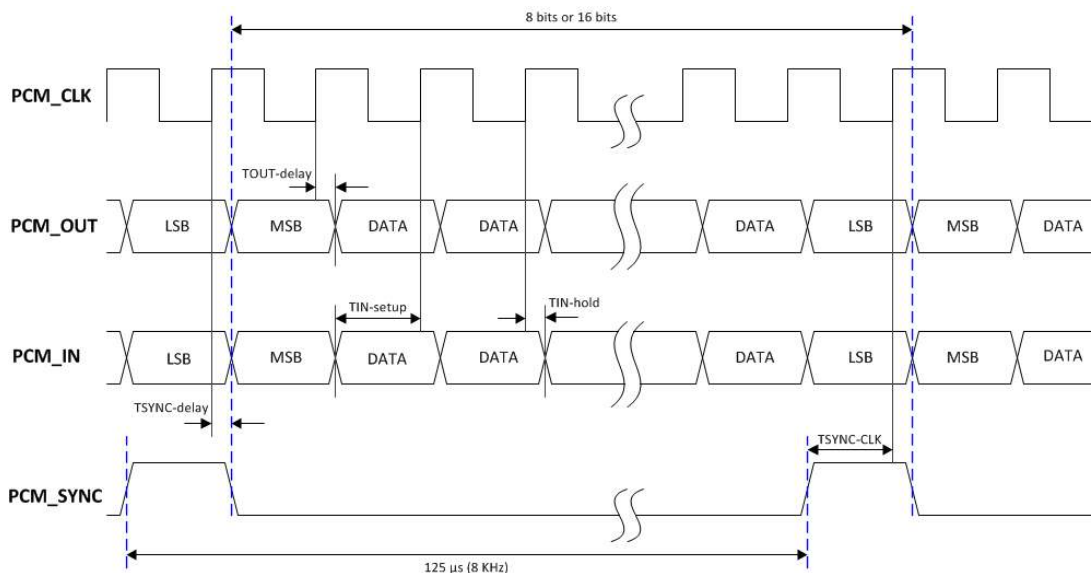 8 bits or 16 bits
PCM_CLK
TOUT-delay
PCM_OUT LSB MSB DATA DATA DATA LSB MSB DATA
TIN-setup TIN-hold
PCM_IN LSB MSB DATA DATA DATA LSB MSB DATA
TSYNC-delay
TSYNC-CLK
PCM_SYNC
125 µs (8 KHz)